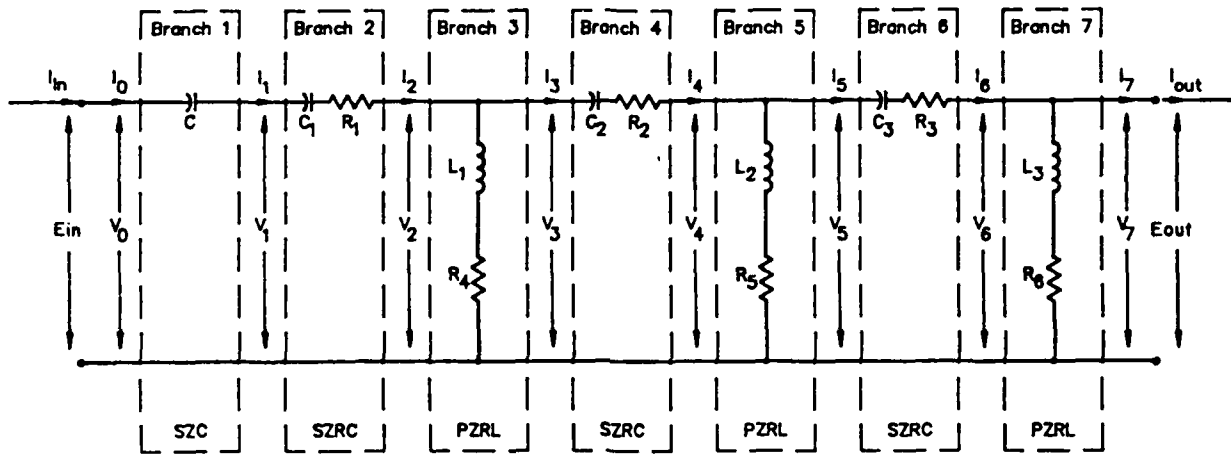 Branch 1 Branch 2 Branch 3 Branch 4 Branch 5 Branch 6 Branch 7
Iin I0 I1 I2 I3 I4 I5 I6 I7 Iout
C C1 R1 C2 R2 C3 R3
L1 L2 L3
Ein V0 V1 V2 V3 V4 V5 V6 V7 Eout
R4 R5 R6
SZC SZRC PZRL SZRC PZRL SZRC PZRL